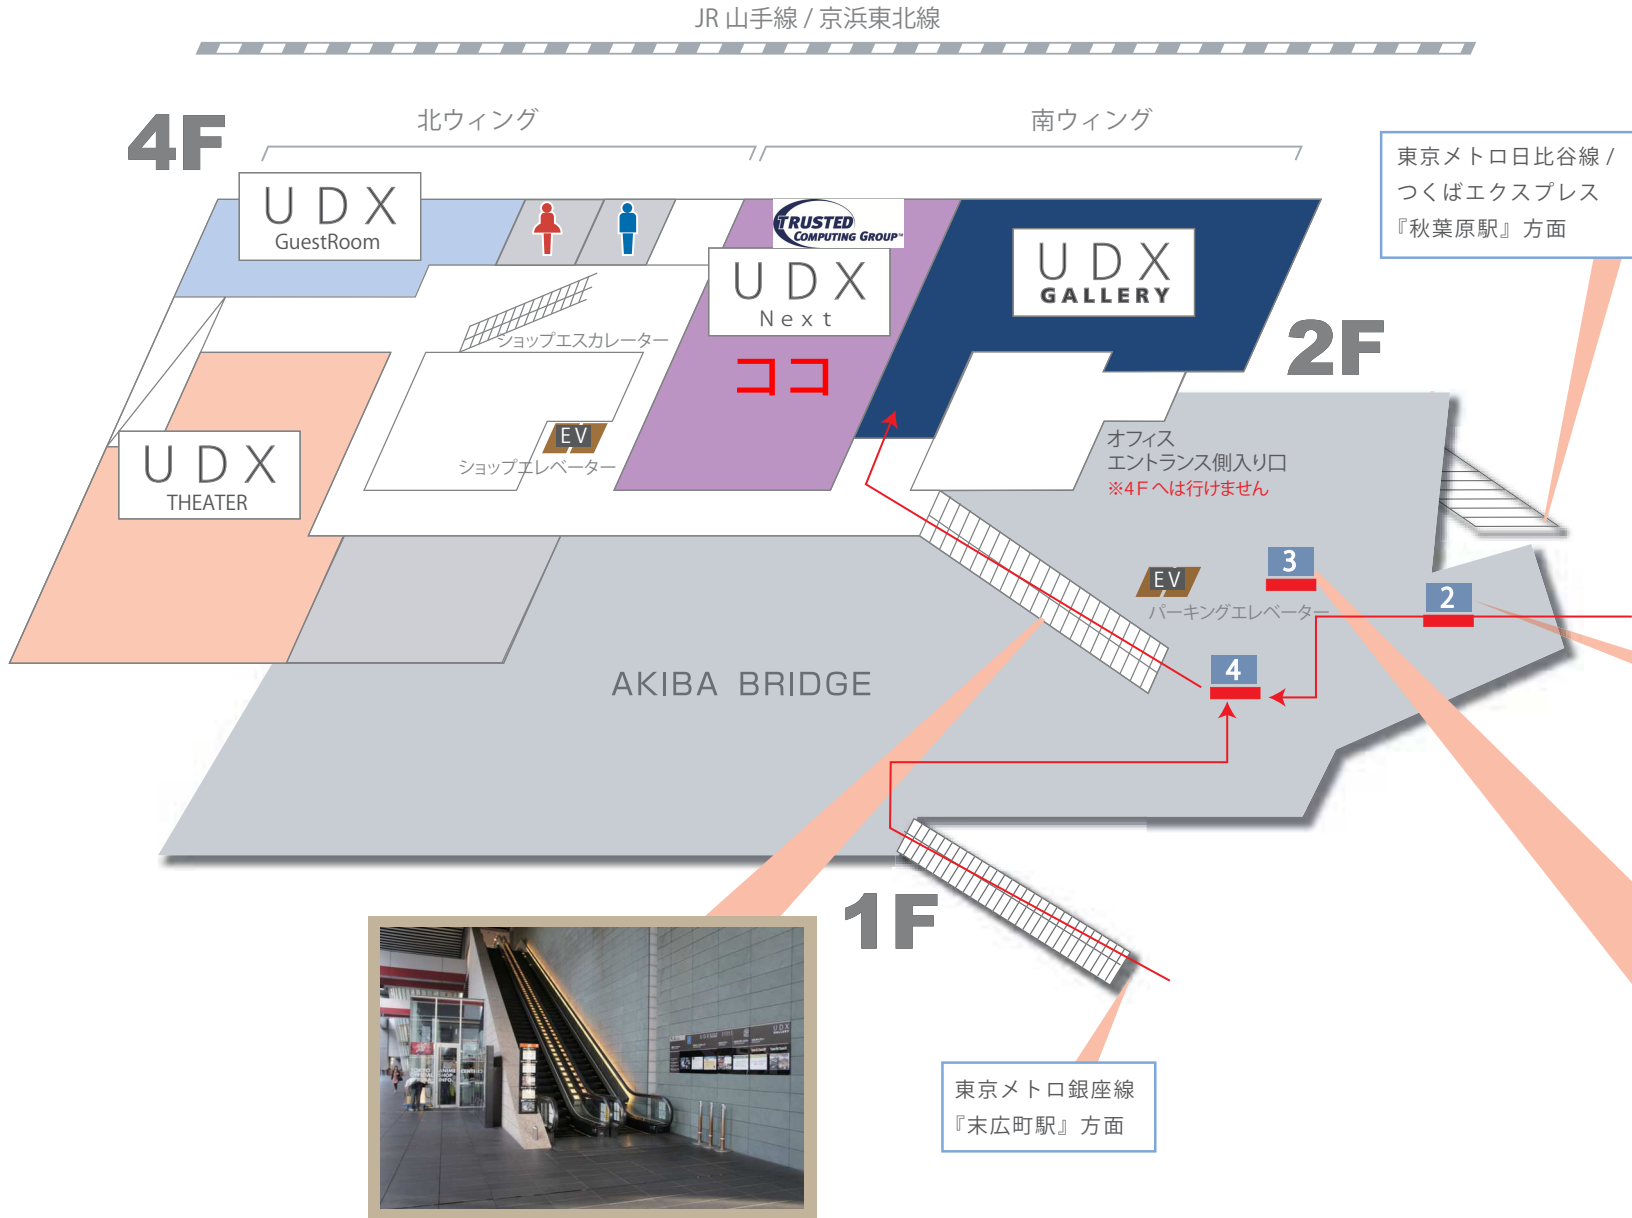 JR 山手線 / 京浜東北線
4F
北ウィング
南ウィング
東京メトロ日比谷線 /
つくばエクスプレス
『秋葉原駅』方面
UDX
GuestRoom
TRUSTED
COMPUTING GROUP
UDX
Next
ココ
UDX
GALLERY
2F
ショップエスカレーター
EV
ショップエレベーター
UDX
THEATER
オフィス
エントランス側入り口
※4F へは行けません
3
EV
パーキングエレベーター
2
4
AKIBA BRIDGE
1F
UDX
東京メトロ銀座線
『末広町駅』方面